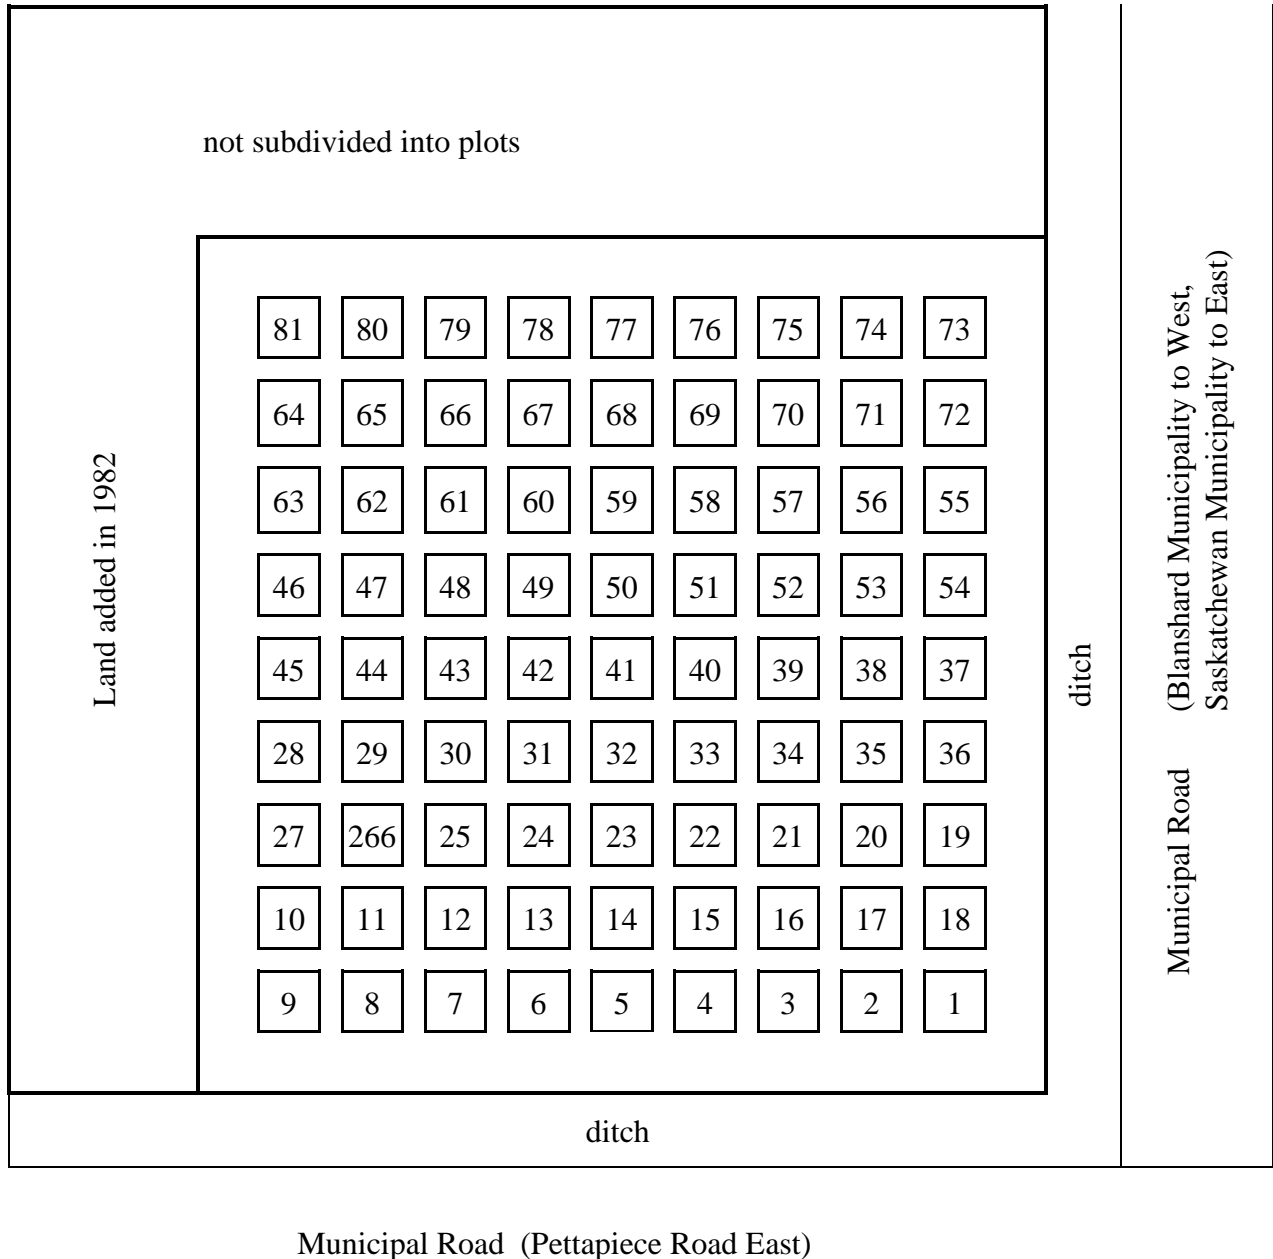 not subdivided into plots
81 80 79 78 77 76 75 74 73
64 65 66 67 68 69 70 71 72
63 62 61 60 59 58 57 56 55
46 47 48 49 50 51 52 53 54
45 44 43 42 41 40 39 38 37
28 29 30 31 32 33 34 35 36
27 266 25 24 23 22 21 20 19
10 11 12 13 14 15 16 17 18
9 8 7 6 5 4 3 2 1
Land added in 1982
ditch
Municipal Road (Blanshard Municipality to West,
Saskatchewan Municipality to East)
ditch
Municipal Road (Pettapiece Road East)